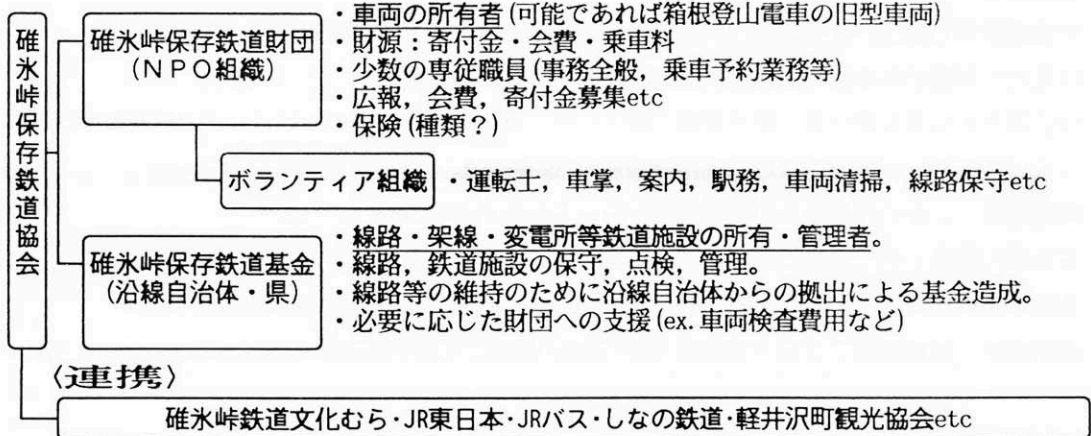 碓氷峠保存鉄道協会
碓氷峠保存鉄道財団
(NPO組織)
・車両の所有者(可能であれば箱根登山電車の旧型車両)
・財源：寄付金・会費・乗車料
・少数の専従職員(事務全般，乗車予約業務等)
・広報，会費，寄付金募集etc
・保険(種類？)
ボランティア組織
・運転士，車掌，案内，駅務，車両清掃，線路保守etc
碓氷峠保存鉄道基金
(沿線自治体・県)
・線路・架線・変電所等鉄道施設の所有・管理者。
・線路，鉄道施設の保守，点検，管理。
・線路等の維持のために沿線自治体からの拠出による基金造成。
・必要に応じた財団への支援(ex.車両検査費用など)
〈連携〉
碓氷峠鉄道文化むら・JR東日本・JRバス・しなの鉄道・軽井沢町観光協会etc